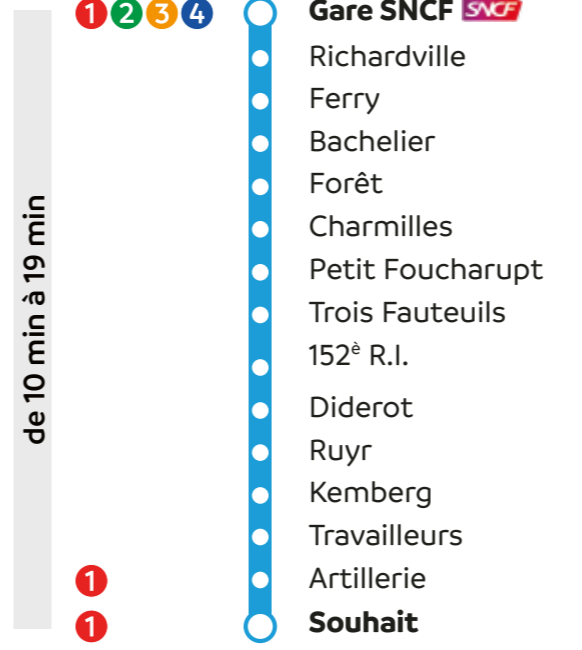 1 2 3 4 Gare SNCF SNCF
Richardville
Ferry
Bachelier
Forêt
Charmilles
Petit Foucharupt
Trois Fauteuils
152è R.I.
Diderot
Ruyr
Kemberg
Travailleurs
1 Artillerie
1 Souhait
de 10 min à 19 min